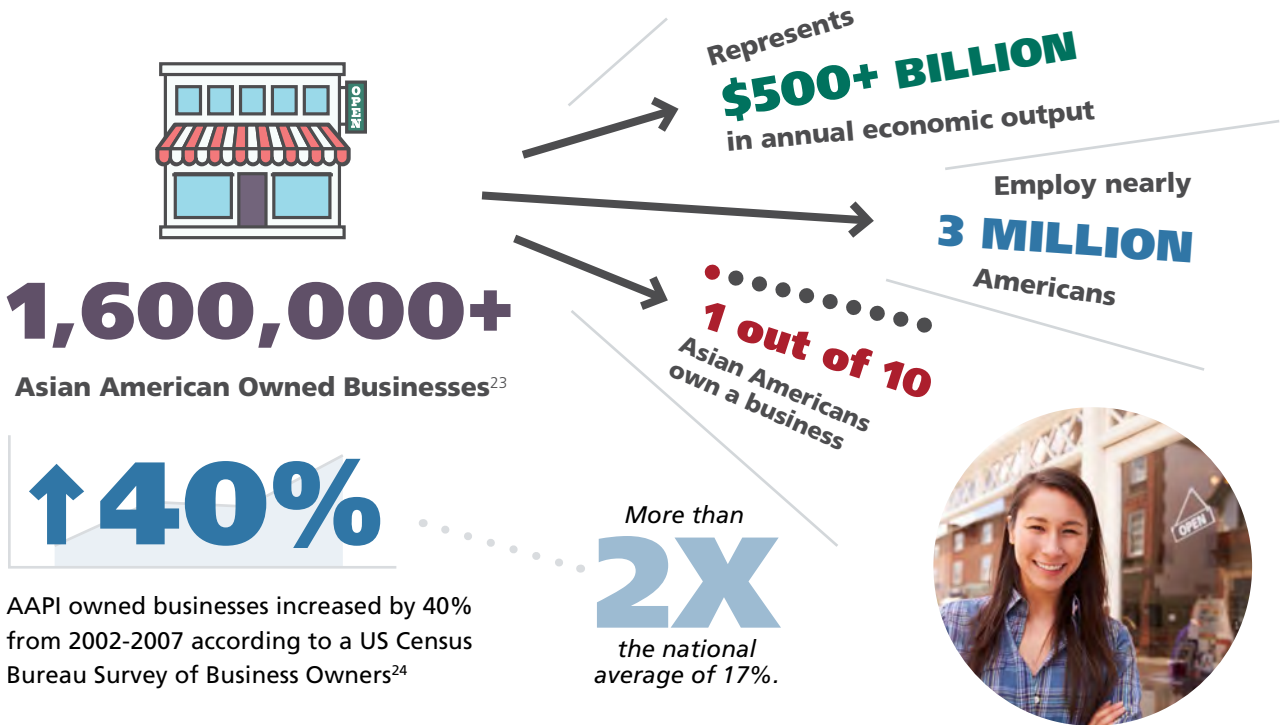 OPEN
1,600,000+
Asian American Owned Businesses23
Represents
$500+ BILLION
in annual economic output
Employ nearly
3 MILLION
Americans
1 out of 10
Asian Americans
own a business
↑40%
AAPI owned businesses increased by 40%
from 2002-2007 according to a US Census
Bureau Survey of Business Owners24
More than
2X
the national
average of 17%.
OPEN